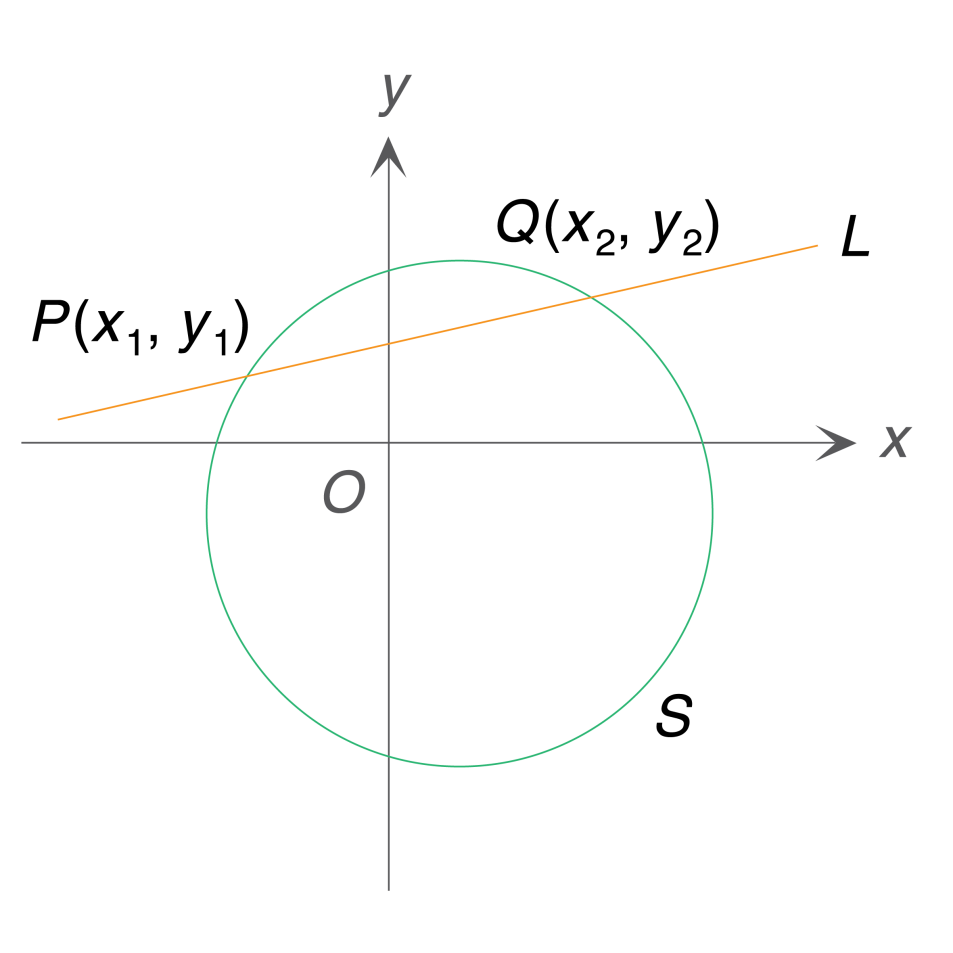 y
Q(x₂, y₂)
L
P(x₁, y₁)
x
O
S